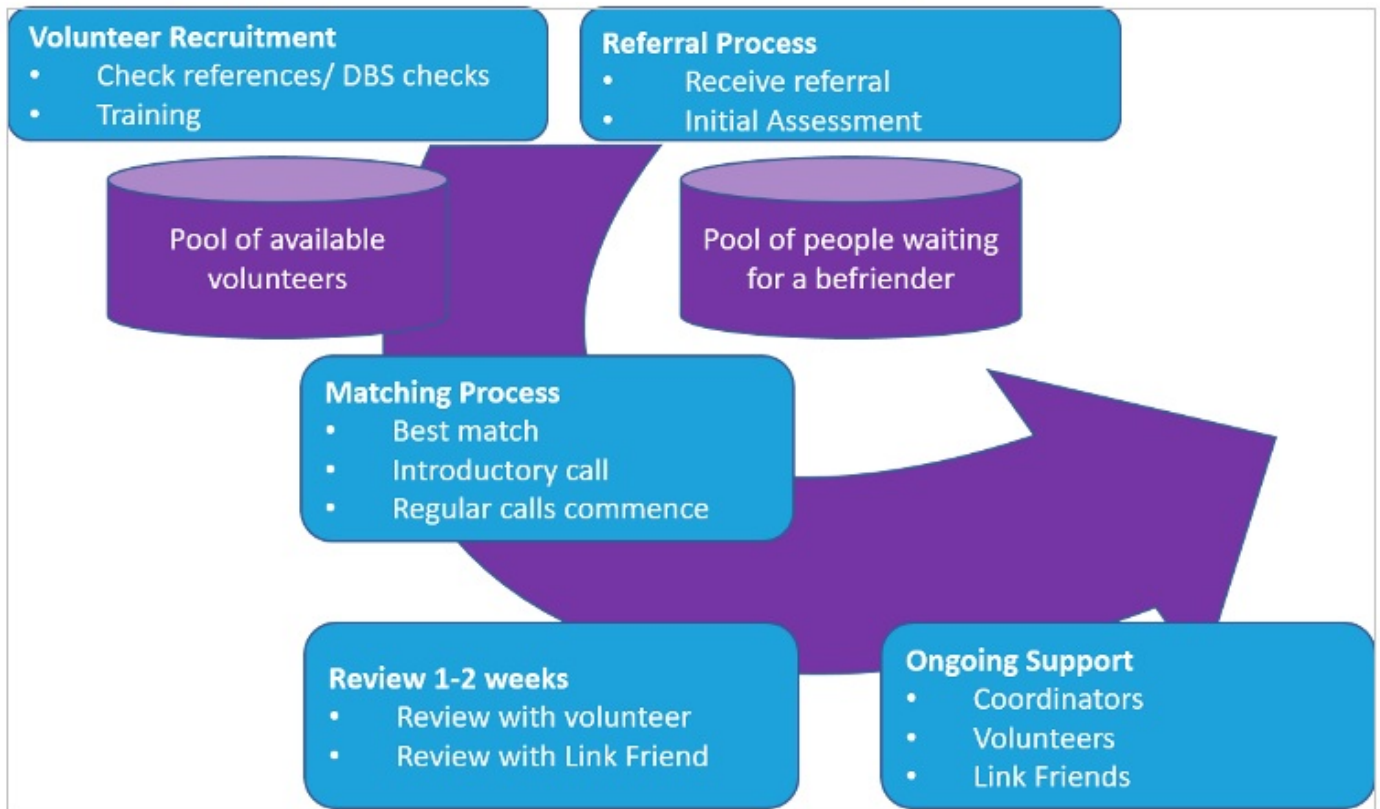 Volunteer Recruitment
• Check references/ DBS checks
• Training
Referral Process
• Receive referral
• Initial Assessment
Pool of available
volunteers
Pool of people waiting
for a befriender
Matching Process
• Best match
• Introductory call
• Regular calls commence
Review 1-2 weeks
• Review with volunteer
• Review with Link Friend
Ongoing Support
• Coordinators
• Volunteers
• Link Friends